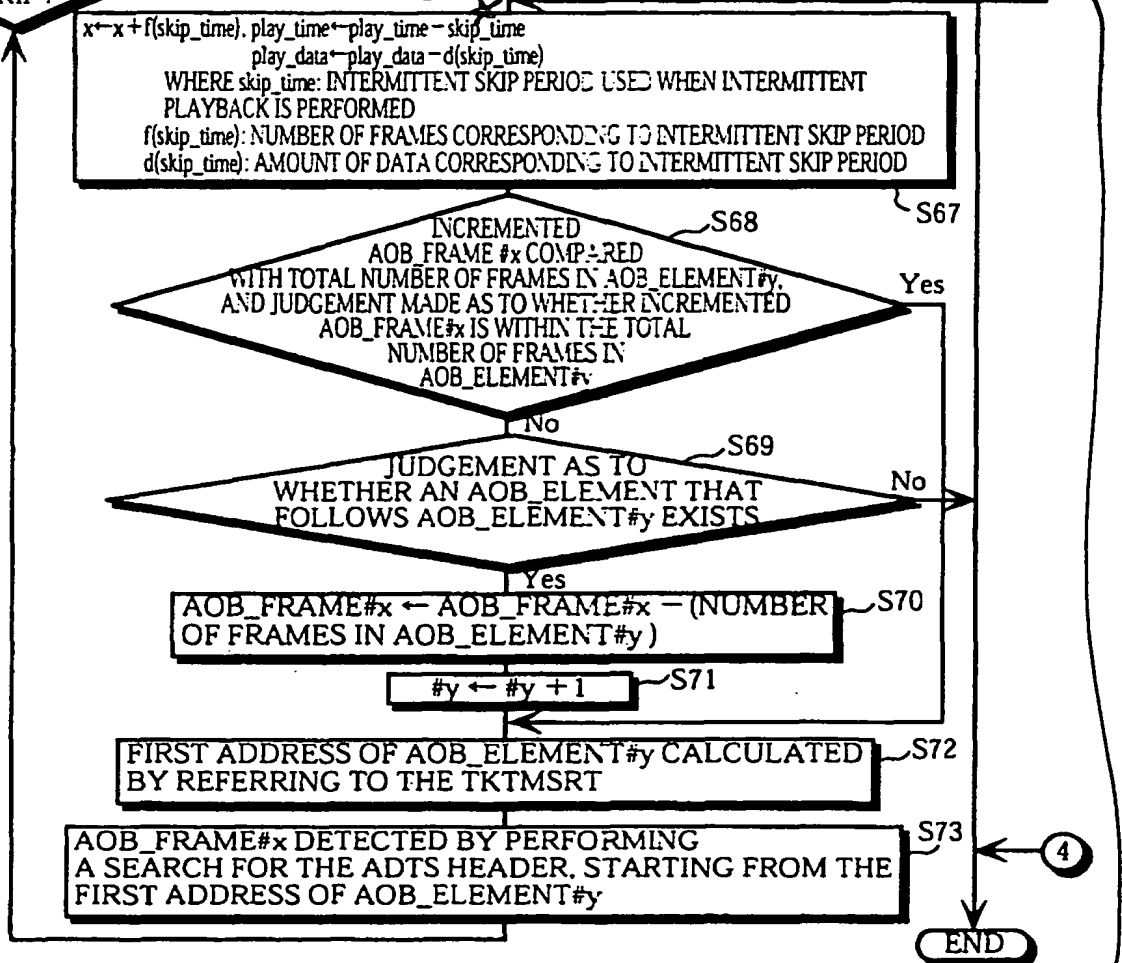 x←x+f(skip_time), play_time←play_time−skip_time
play_data←play_data−d(skip_time)
WHERE skip_time: INTERMITTENT SKIP PERIOD USED WHEN INTERMITTENT
PLAYBACK IS PERFORMED
f(skip_time): NUMBER OF FRAMES CORRESPONDING TO INTERMITTENT SKIP PERIOD
d(skip_time): AMOUNT OF DATA CORRESPONDING TO INTERMITTENT SKIP PERIOD
S67
S68
INCREMENTED
AOB_FRAME #x COMPARED
WITH TOTAL NUMBER OF FRAMES IN AOB_ELEMENT#y,
AND JUDGEMENT MADE AS TO WHETHER INCREMENTED
AOB_FRAME#x IS WITHIN THE TOTAL
NUMBER OF FRAMES IN
AOB_ELEMENT#y
Yes
No
S69
JUDGEMENT AS TO
WHETHER AN AOB_ELEMENT THAT
FOLLOWS AOB_ELEMENT#y EXISTS
No
Yes
AOB_FRAME#x ← AOB_FRAME#x − (NUMBER
OF FRAMES IN AOB_ELEMENT#y )
S70
#y ← #y + 1
S71
FIRST ADDRESS OF AOB_ELEMENT#y CALCULATED
BY REFERRING TO THE TKTMSRT
S72
AOB_FRAME#x DETECTED BY PERFORMING
A SEARCH FOR THE ADTS HEADER, STARTING FROM THE
FIRST ADDRESS OF AOB_ELEMENT#y
S73
4
END